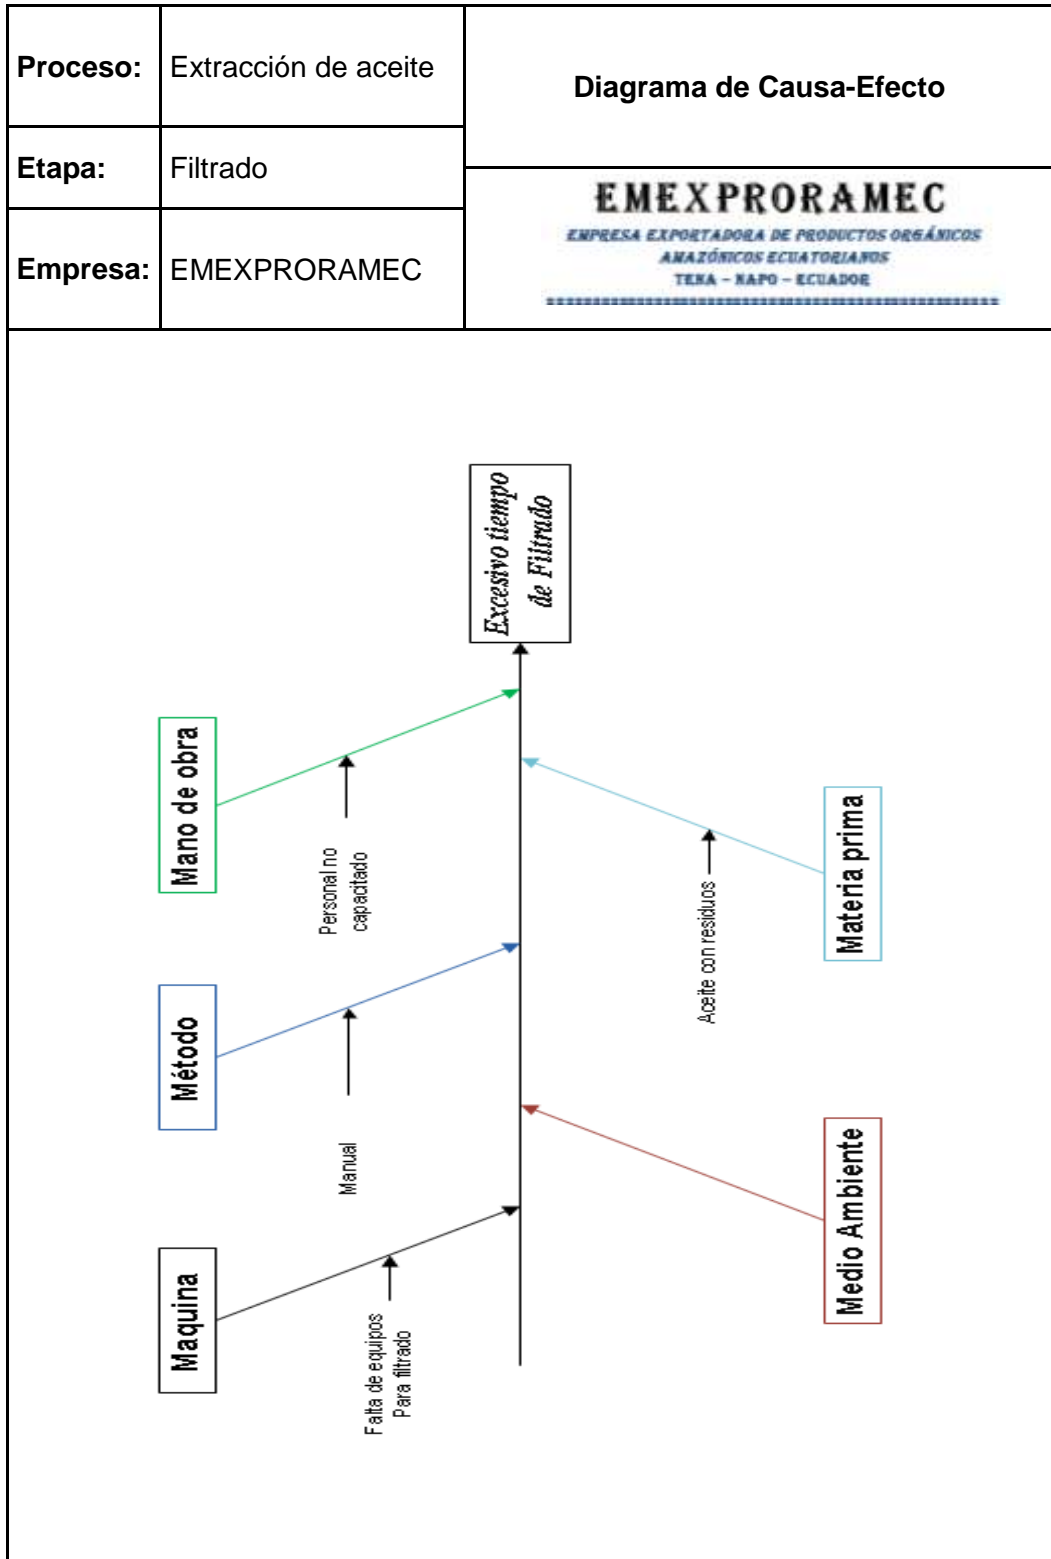 Proceso:
Extracción de aceite
Diagrama de Causa-Efecto
Etapa:
Filtrado
EMEXPRORAMEC
EMPRESA EXPORTADORA DE PRODUCTOS ORGÁNICOS
AMAZÓNICOS ECUATORIANOS
TENA – NAPO – ECUADOR
Empresa:
EMEXPRORAMEC
Excesivo tiempo
de Filtrado
Mano de obra
Personal no
capacitado
Método
Manual
Maquina
Falta de equipos
Para filtrado
Materia prima
Aceite con residuos
Medio Ambiente